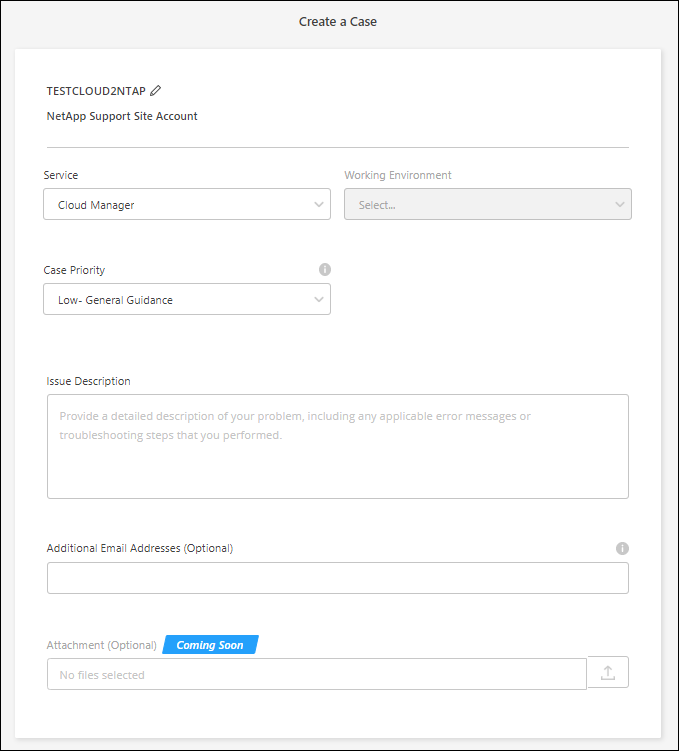 Create a Case
TESTCLOUD2NTAP
NetApp Support Site Account
Service
Working Environment
Cloud Manager
Select...
Case Priority
Low- General Guidance
Issue Description
Provide a detailed description of your problem, including any applicable error messages or
troubleshooting steps that you performed.
Additional Email Addresses (Optional)
Attachment (Optional) Coming Soon
No files selected